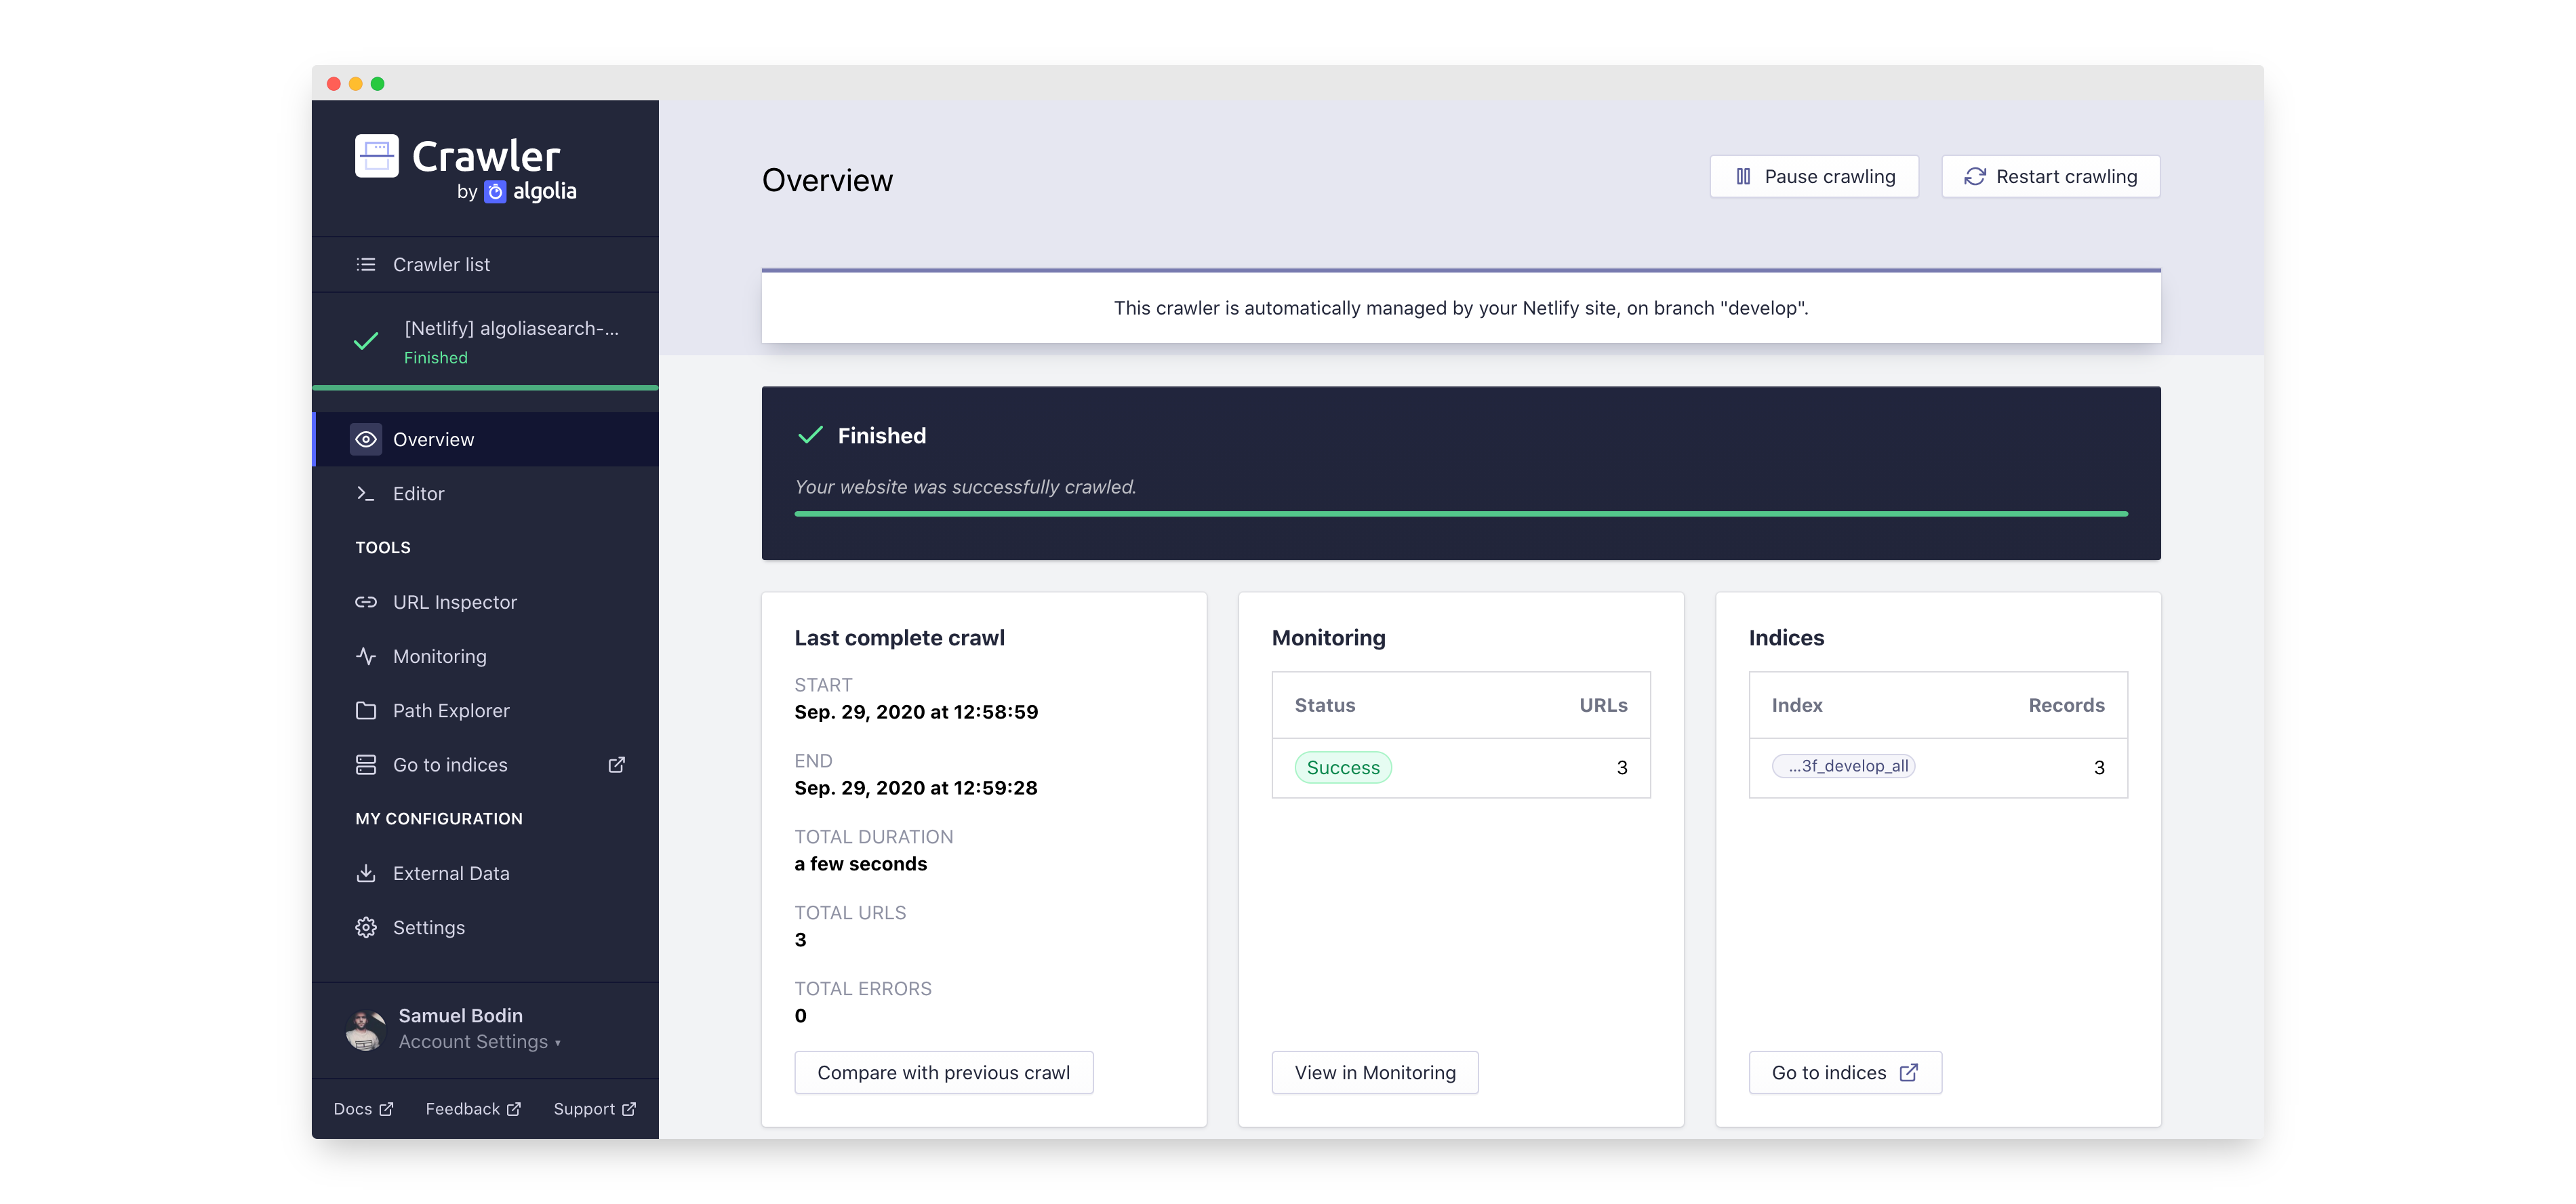 Crawler
by algolia
Crawler list
[Netlify] algoliasearch-...
Finished
Overview
Editor
TOOLS
URL Inspector
Monitoring
Path Explorer
Go to indices
MY CONFIGURATION
External Data
Settings
Samuel Bodin
Account Settings
Docs
Feedback
Support
Overview
Pause crawling
Restart crawling
This crawler is automatically managed by your Netlify site, on branch "develop".
Finished
Your website was successfully crawled.
Last complete crawl
START
Sep. 29, 2020 at 12:58:59
END
Sep. 29, 2020 at 12:59:28
TOTAL DURATION
a few seconds
TOTAL URLS
3
TOTAL ERRORS
0
Compare with previous crawl
Monitoring
Status URLs
Success 3
View in Monitoring
Indices
Index Records
...3f_develop_all 3
Go to indices